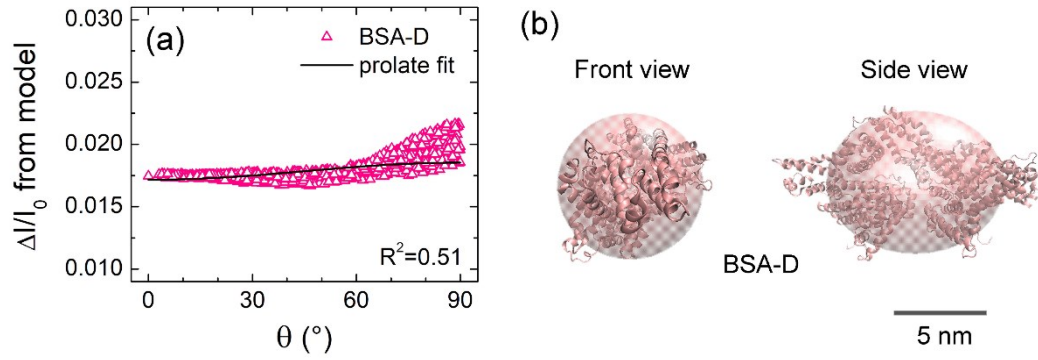 (a)
BSA-D
prolate fit
ΔI/I₀ from model
0.030
0.025
0.020
0.015
0.010
R²=0.51
0 30 60 90
θ (°)
(b)
Front view Side view
BSA-D
5 nm